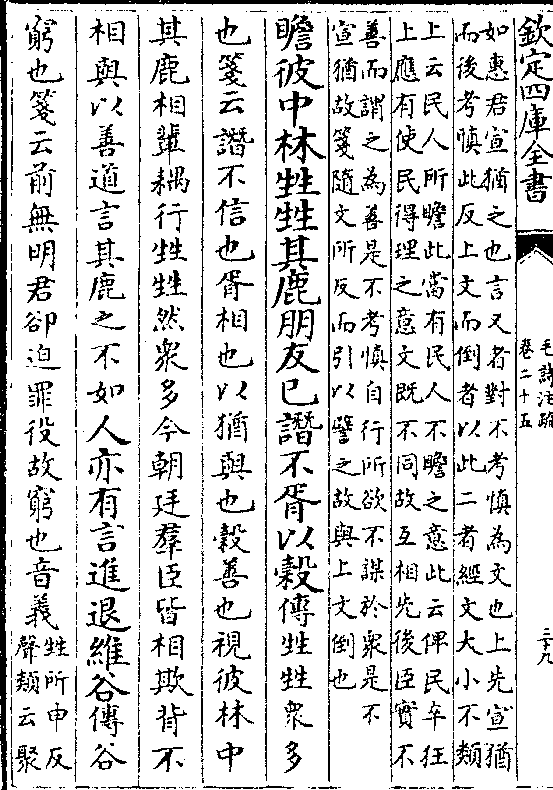 欽定四庫全書
毛詩注疏
卷二十五
二十九
如惠君宣猶之也言又者對不考慎為文也上先宣猶
而後考慎此反上文而倒者以此二者經文大小不類
上云民人所瞻此當有民人不瞻之意此云俾民卒狂
上應有使民得理之意文既不同故互相先後臣實不
善而謂之為善是不考慎自行所欲不謀於衆是不
宣猶故箋隨文所反而引以譬之故與上文倒也
瞻彼中林甡甡其鹿朋友已譖不胥以穀傳甡甡衆多
也箋云譖不信也胥相也以猶與也穀善也視彼林中
其鹿相輩耦行甡甡然衆多今朝廷羣臣皆相欺背不
相與以善道言其鹿之不如人亦有言進退維谷傳谷
窮也箋云前無明君卻迫罪役故窮也音義
甡所申反
聲類云聚